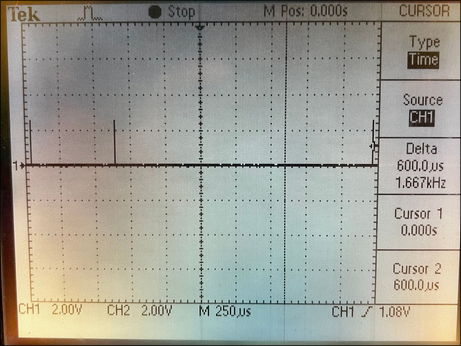 Tek Stop M Pos: 0.000s CURSOR
Type
Time
Source
CH1
Delta
600.0µs
1.667kHz
Cursor 1
0.000s
Cursor 2
600.0µs
1
CH1 2.00V CH2 2.00V M 250µs CH1 1.08V